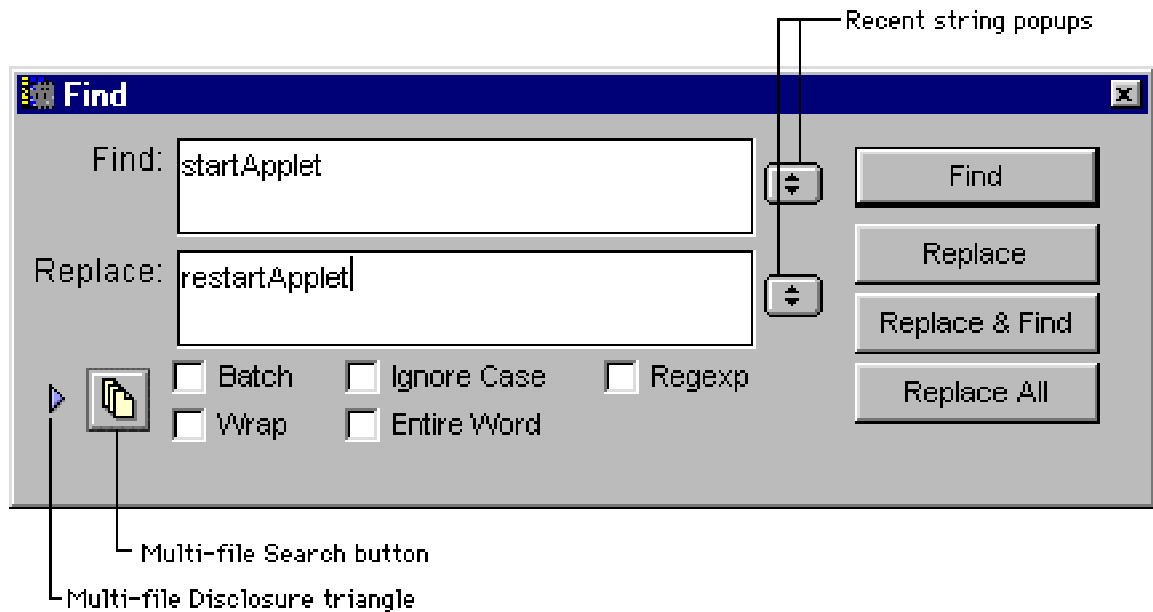 Recent string popups
Find
Find:
startApplet
Find
Replace:
restartApplet
Replace
Replace & Find
Replace All
Batch
Ignore Case
Regexp
Wrap
Entire Word
Multi-file Search button
Multi-file Disclosure triangle